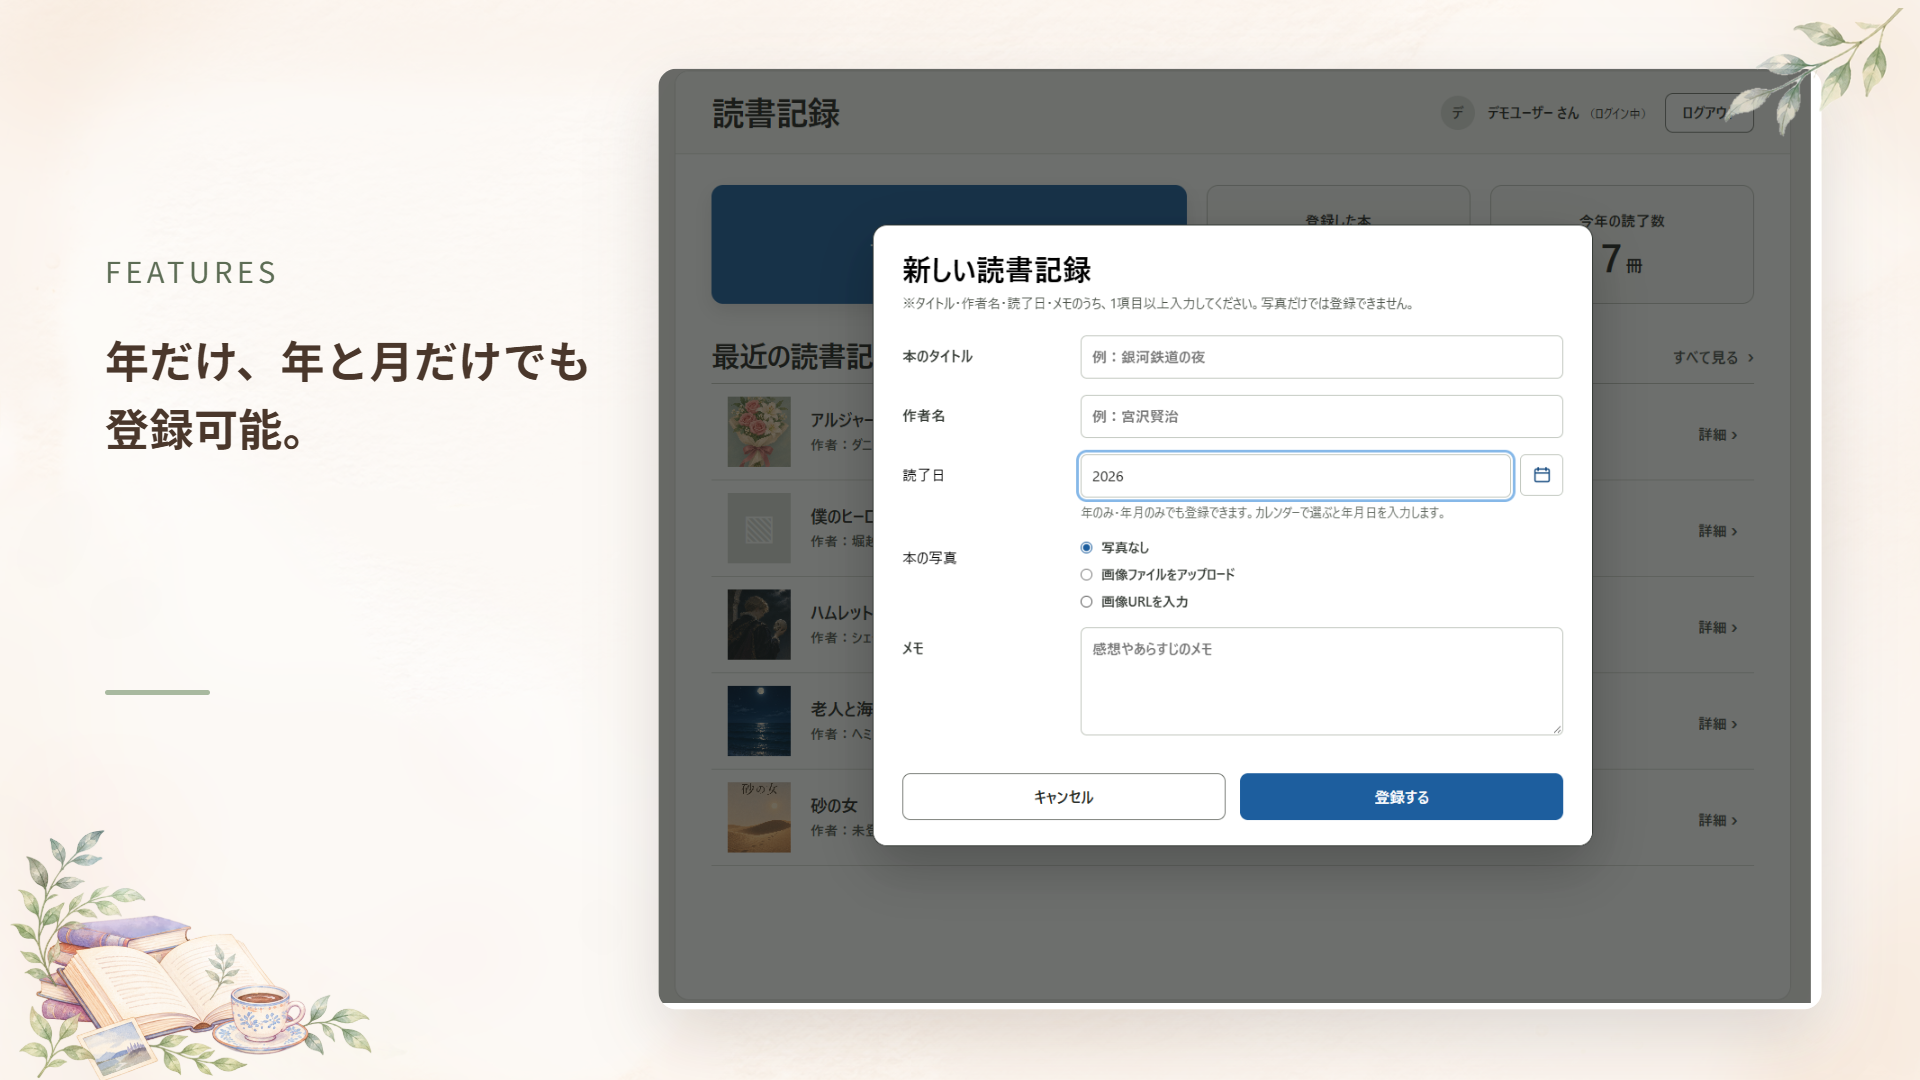 FEATURES
年だけ、年と月だけでも
登録可能。
読書記録
デ デモユーザー さん （ログイン中）
ログアウ
登録した本
今年の読了数
7 冊
最近の読書記
すべて見る ›
アルジャー
作者：ダニ
詳細 ›
僕のヒーロ
作者：堀越
詳細 ›
ハムレット
作者：シェ
詳細 ›
老人と海
作者：ヘミ
詳細 ›
砂の女
砂の女
作者：未登
詳細 ›
新しい読書記録
※タイトル・作者名・読了日・メモのうち、1項目以上入力してください。写真だけでは登録できません。
本のタイトル
例：銀河鉄道の夜
作者名
例：宮沢賢治
読了日
2026
年のみ・年月のみでも登録できます。カレンダーで選ぶと年月日を入力します。
本の写真
写真なし
画像ファイルをアップロード
画像URLを入力
メモ
感想やあらすじのメモ
キャンセル
登録する